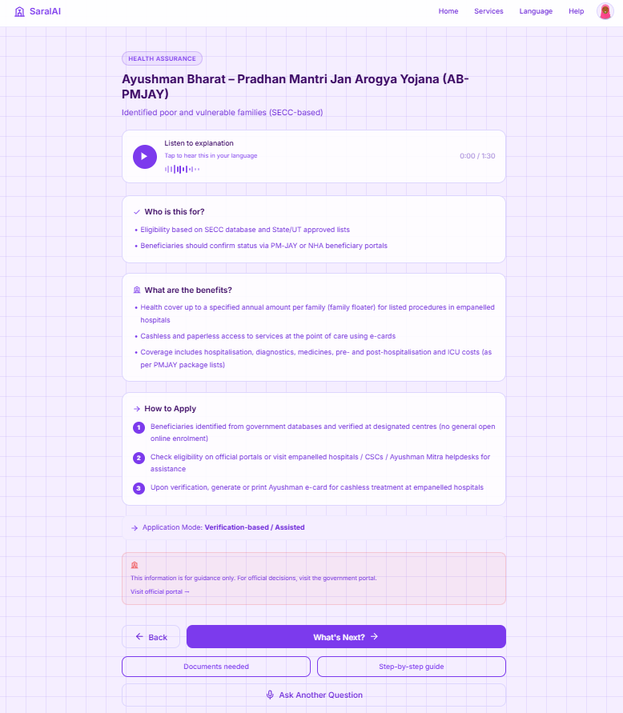 SaralAI
Home Services Language Help
HEALTH ASSURANCE
Ayushman Bharat – Pradhan Mantri Jan Arogya Yojana (AB-
PMJAY)
Identified poor and vulnerable families (SECC-based)
Listen to explanation
Tap to hear this in your language
0:00 / 1:30
Who is this for?
• Eligibility based on SECC database and State/UT approved lists
• Beneficiaries should confirm status via PM-JAY or NHA beneficiary portals
What are the benefits?
• Health cover up to a specified annual amount per family (family floater) for listed procedures in empanelled
hospitals
• Cashless and paperless access to services at the point of care using e-cards
• Coverage includes hospitalisation, diagnostics, medicines, pre- and post-hospitalisation and ICU costs (as
per PMJAY package lists)
→ How to Apply
1 Beneficiaries identified from government databases and verified at designated centres (no general open
online enrolment)
2 Check eligibility on official portals or visit empanelled hospitals / CSCs / Ayushman Mitra helpdesks for
assistance
3 Upon verification, generate or print Ayushman e-card for cashless treatment at empanelled hospitals
→ Application Mode: Verification-based / Assisted
This information is for guidance only. For official decisions, visit the government portal.
Visit official portal →
← Back
What's Next? →
Documents needed
Step-by-step guide
Ask Another Question